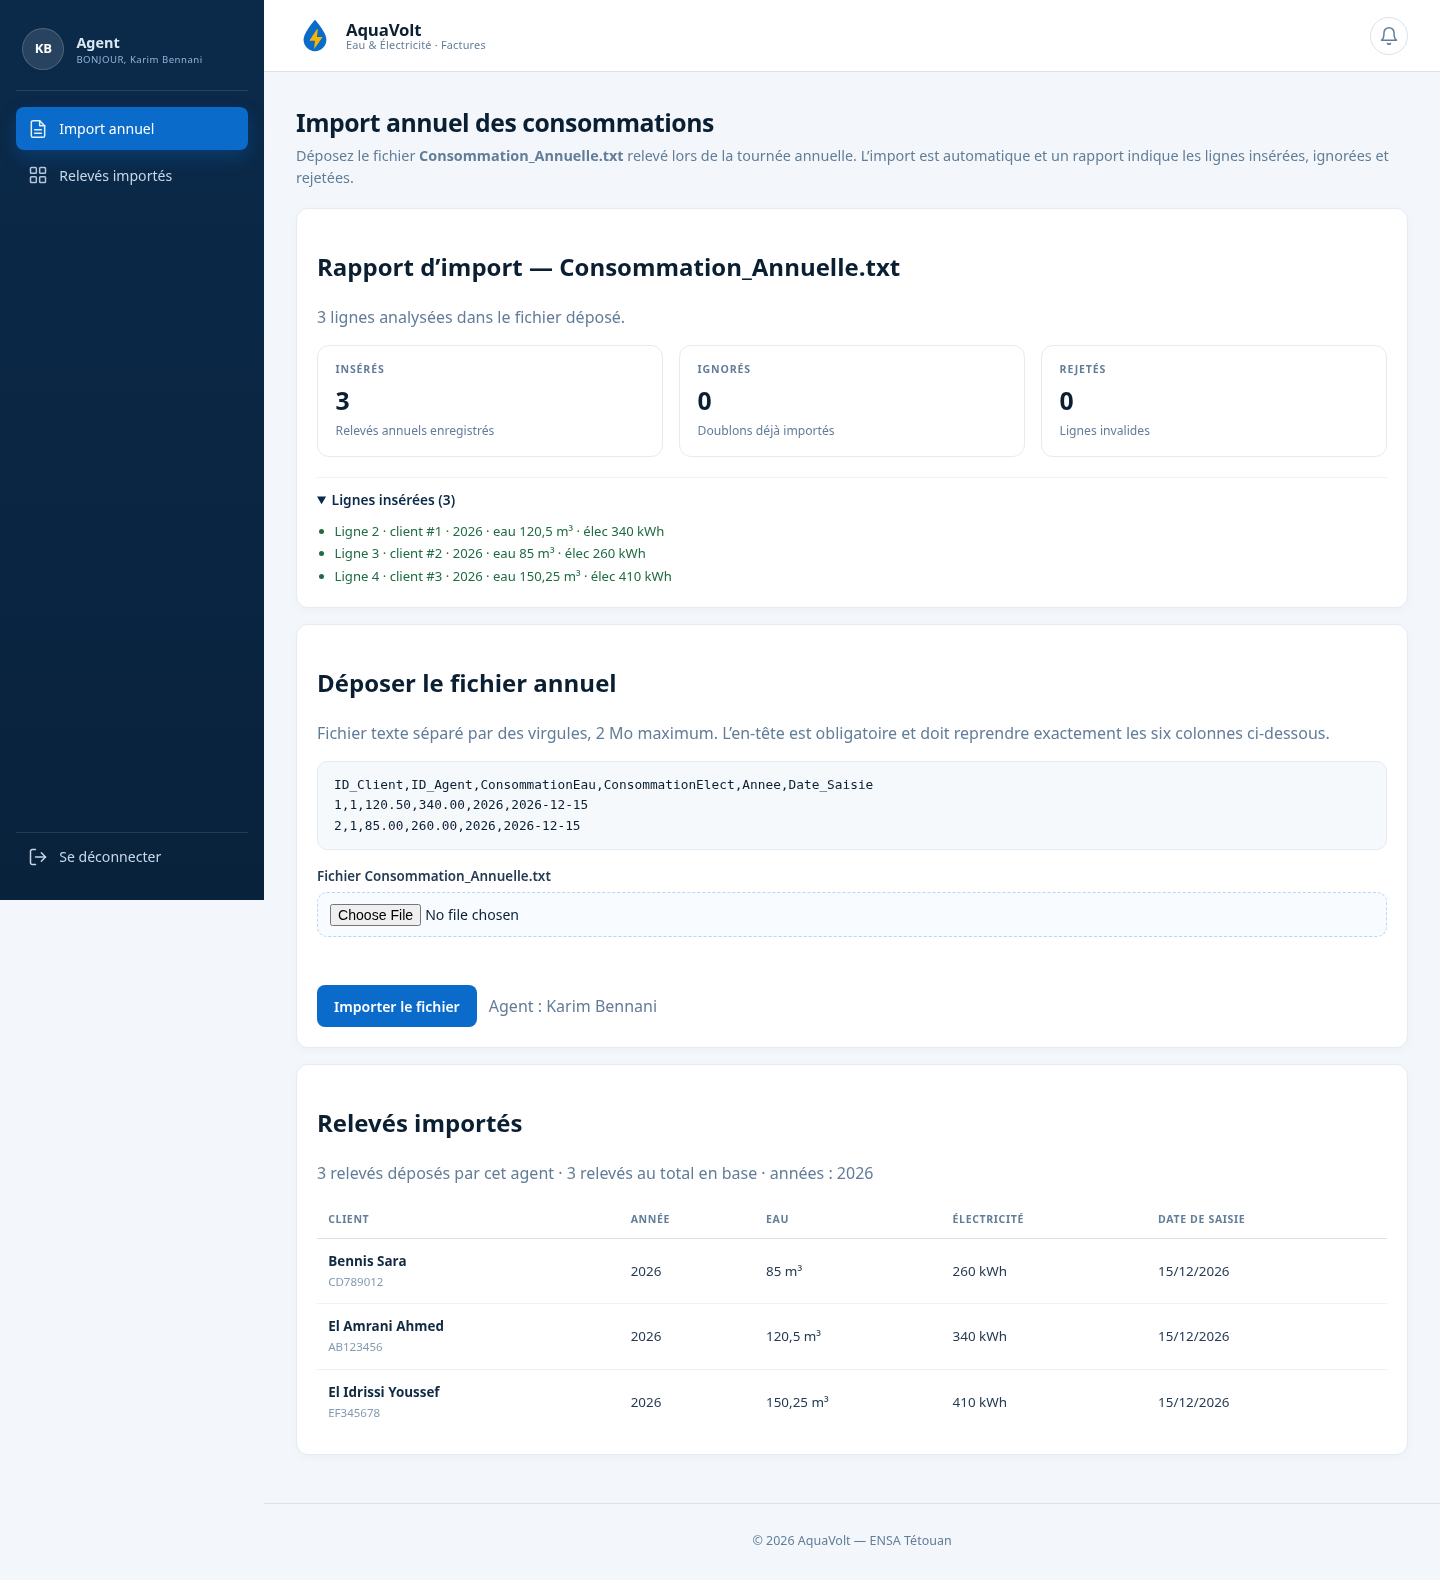 KB
Agent
BONJOUR, Karim Bennani
Import annuel
Relevés importés
Se déconnecter
AquaVolt
Eau & Électricité · Factures
Import annuel des consommations
Déposez le fichier Consommation_Annuelle.txt relevé lors de la tournée annuelle. L’import est automatique et un rapport indique les lignes insérées, ignorées et
rejetées.
Rapport d’import — Consommation_Annuelle.txt
3 lignes analysées dans le fichier déposé.
INSÉRÉS
3
Relevés annuels enregistrés
IGNORÉS
0
Doublons déjà importés
REJETÉS
0
Lignes invalides
Lignes insérées (3)
Ligne 2 · client #1 · 2026 · eau 120,5 m³ · élec 340 kWh
Ligne 3 · client #2 · 2026 · eau 85 m³ · élec 260 kWh
Ligne 4 · client #3 · 2026 · eau 150,25 m³ · élec 410 kWh
Déposer le fichier annuel
Fichier texte séparé par des virgules, 2 Mo maximum. L’en-tête est obligatoire et doit reprendre exactement les six colonnes ci-dessous.
ID_Client,ID_Agent,ConsommationEau,ConsommationElect,Annee,Date_Saisie
1,1,120.50,340.00,2026,2026-12-15
2,1,85.00,260.00,2026,2026-12-15
Fichier Consommation_Annuelle.txt
Choose File No file chosen
Importer le fichier Agent : Karim Bennani
Relevés importés
3 relevés déposés par cet agent · 3 relevés au total en base · années : 2026
CLIENT ANNÉE EAU ÉLECTRICITÉ DATE DE SAISIE
Bennis Sara
CD789012
2026 85 m³ 260 kWh 15/12/2026
El Amrani Ahmed
AB123456
2026 120,5 m³ 340 kWh 15/12/2026
El Idrissi Youssef
EF345678
2026 150,25 m³ 410 kWh 15/12/2026
© 2026 AquaVolt — ENSA Tétouan